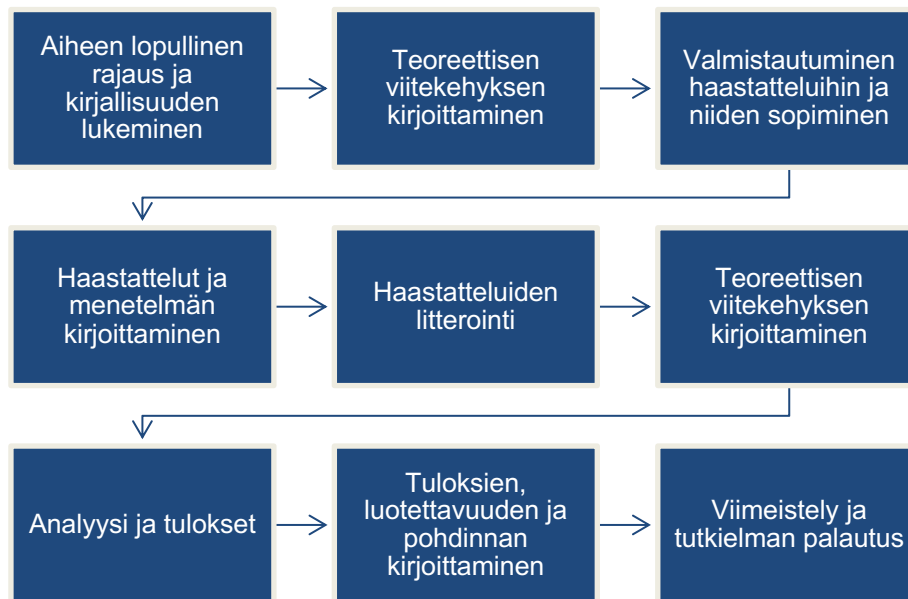 Aiheen lopullinen
rajaus ja
kirjallisuuden
lukeminen
Teoreettisen
viitekehyksen
kirjoittaminen
Valmistautuminen
haastatteluihin ja
niiden sopiminen
Haastattelut ja
menetelmän
kirjoittaminen
Haastatteluiden
litterointi
Teoreettisen
viitekehyksen
kirjoittaminen
Analyysi ja tulokset
Tuloksien,
luotettavuuden ja
pohdinnan
kirjoittaminen
Viimeistely ja
tutkielman palautus